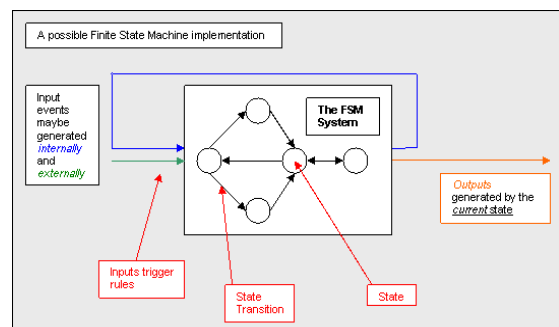 A possible Finite State Machine implementation
Input
events
maybe
generated
internally
and
externally
The FSM
System
Outputs
generated by the
current state
Inputs trigger
rules
State
Transition
State